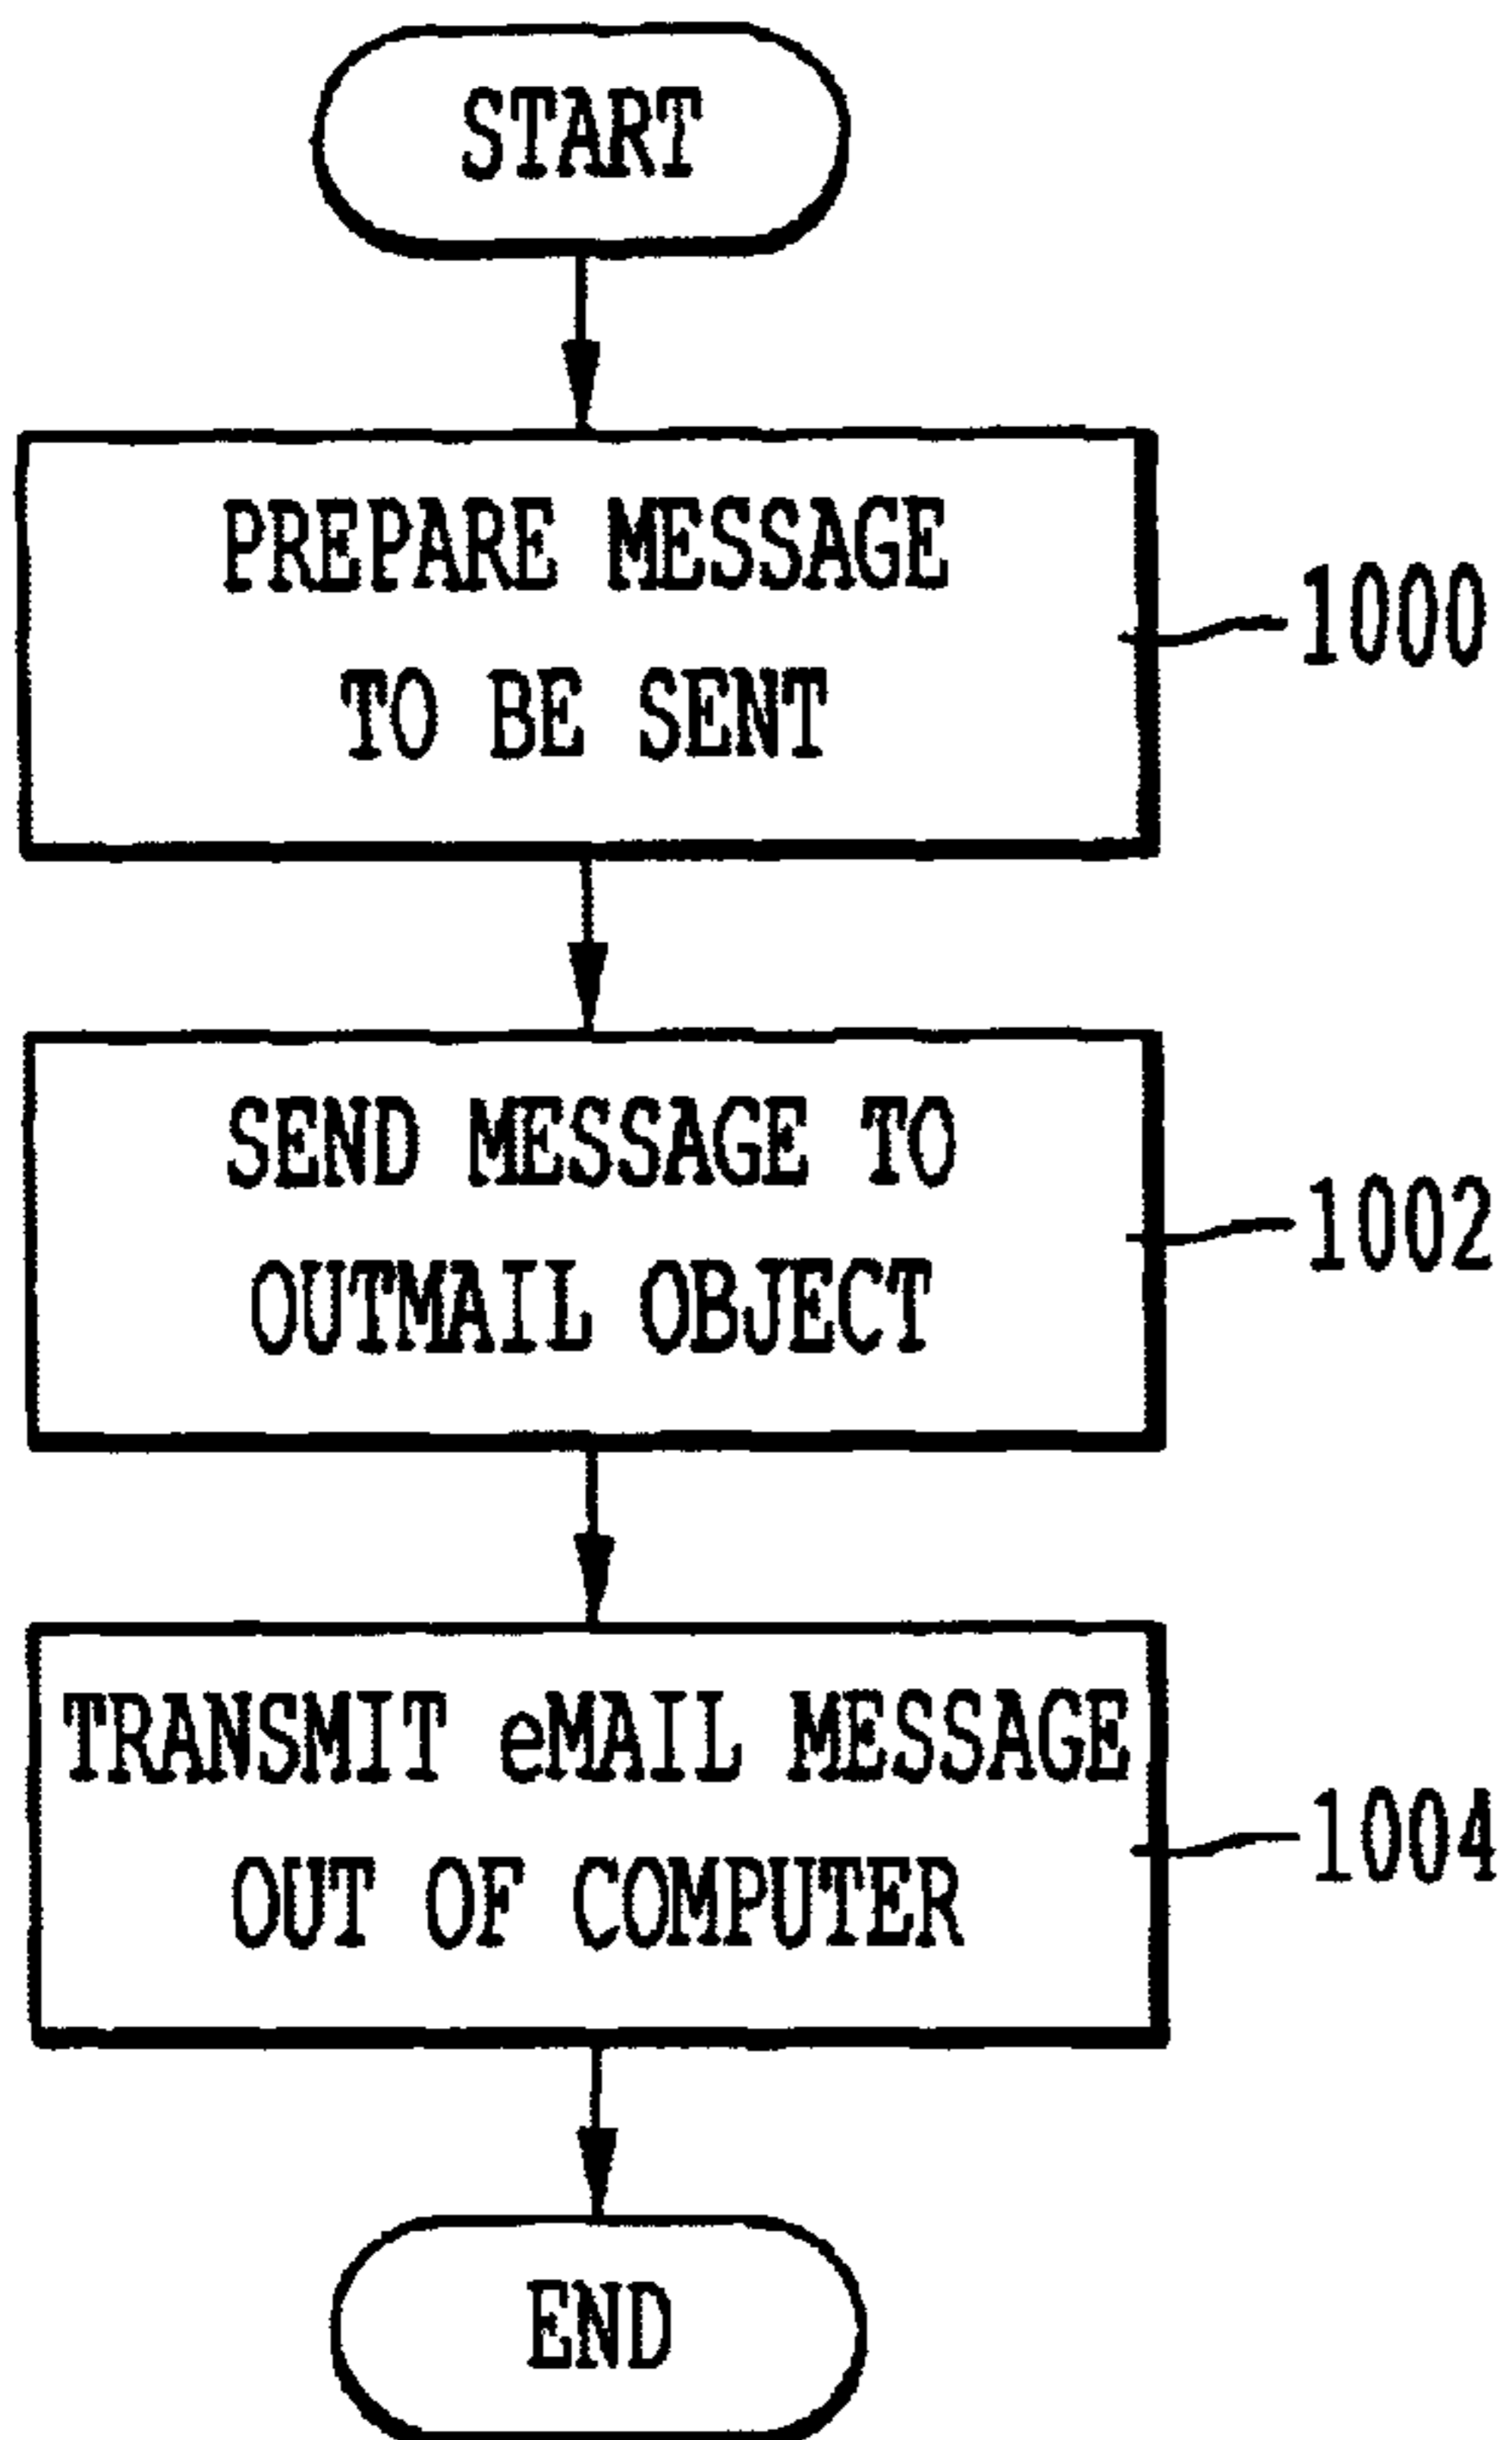 START
PREPARE MESSAGE
TO BE SENT
1000
SEND MESSAGE TO
OUTMAIL OBJECT
1002
TRANSMIT eMAIL MESSAGE
OUT OF COMPUTER
1004
END